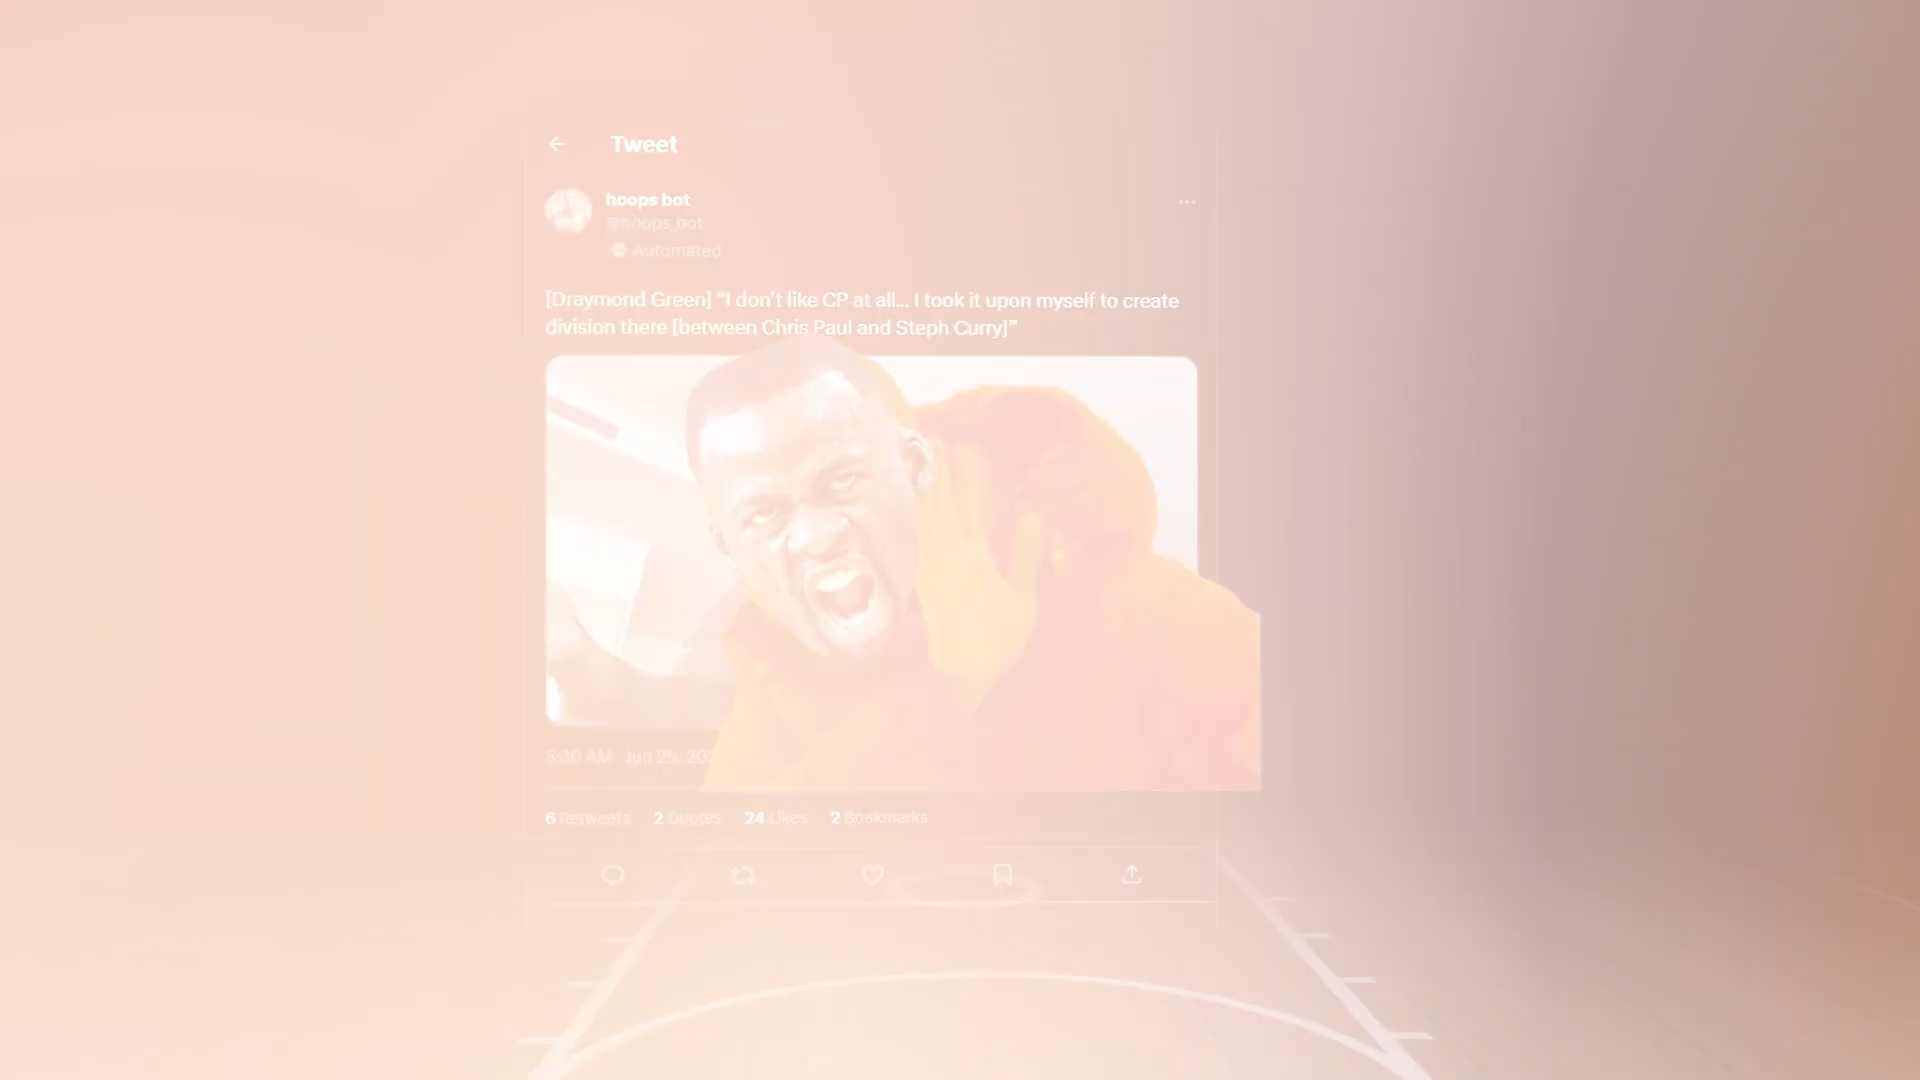 Tweet
hoops bot
@hoops_bot
Automated
[Draymond Green] “I don’t like CP at all... I took it upon myself to create
division there [between Chris Paul and Steph Curry]”
5:30 AM · Jun 25,
6 Retweets 2 Quotes 24 Likes 2 Bookmarks